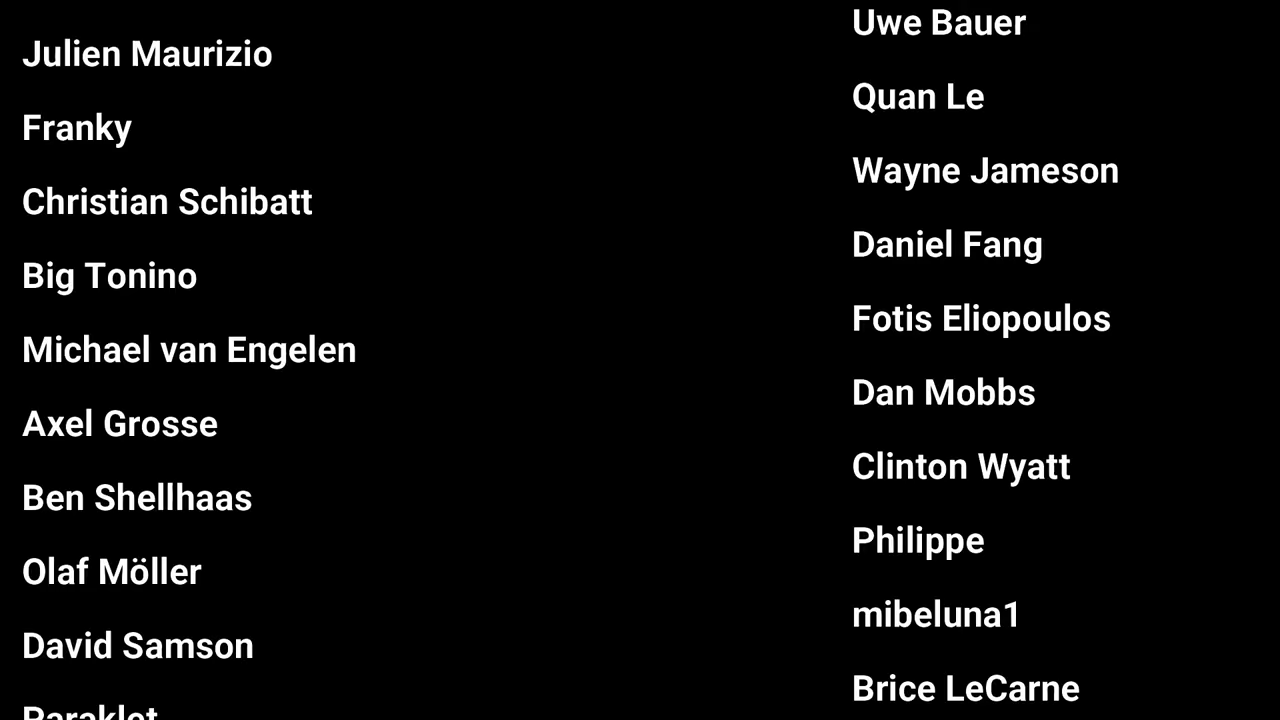 Julien Maurizio
Franky
Christian Schibatt
Big Tonino
Michael van Engelen
Axel Grosse
Ben Shellhaas
Olaf Möller
David Samson
Paraklet
Uwe Bauer
Quan Le
Wayne Jameson
Daniel Fang
Fotis Eliopoulos
Dan Mobbs
Clinton Wyatt
Philippe
mibeluna1
Brice LeCarne